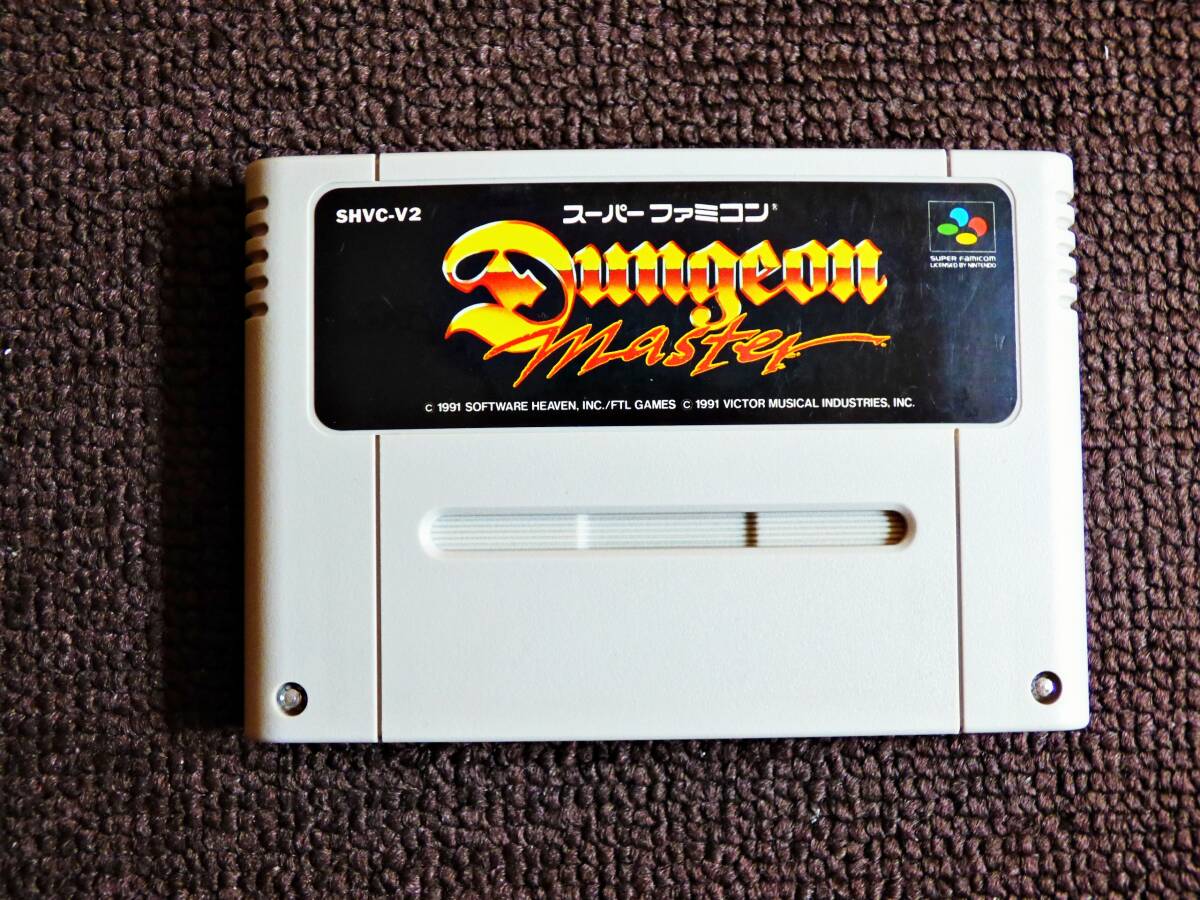 SHVC-V2
スーパーファミコン
SUPER FAMICOM
LICENSED BY NINTENDO
Dungeon
Master
© 1991 SOFTWARE HEAVEN, INC./FTL GAMES © 1991 VICTOR MUSICAL INDUSTRIES, INC.